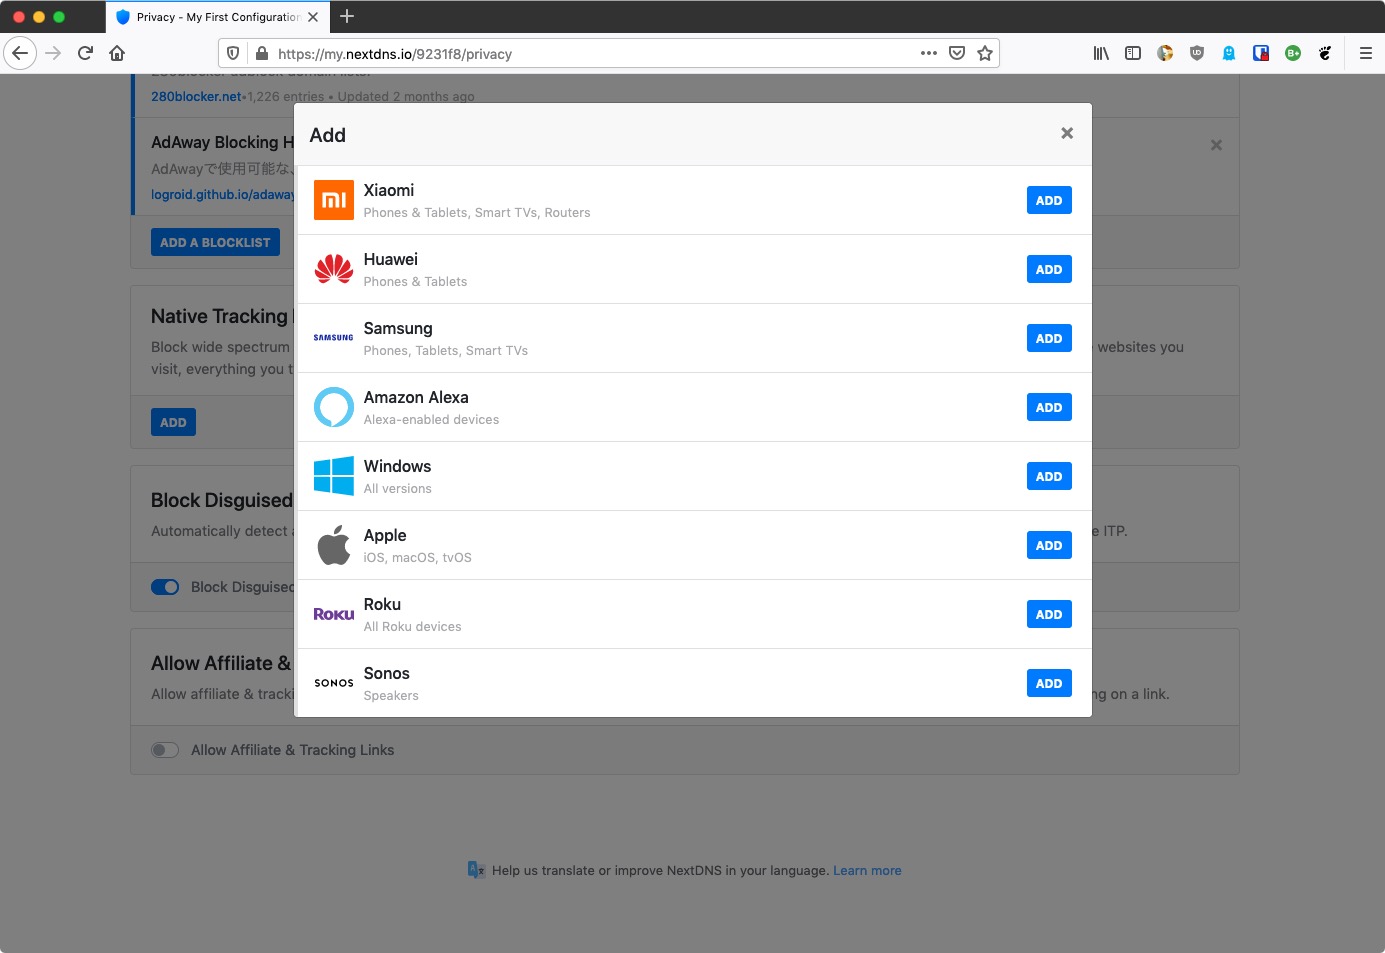 Privacy - My First Configuration
https://my.nextdns.io/9231f8/privacy
280blocker.net•1,226 entries • Updated 2 months ago
AdAway Blocking H
AdAwayで使用可能な、
logroid.github.io/adaway
ADD A BLOCKLIST
Add
Xiaomi
Phones & Tablets, Smart TVs, Routers
ADD
Huawei
Phones & Tablets
ADD
SAMSUNG
Samsung
Phones, Tablets, Smart TVs
ADD
Amazon Alexa
Alexa-enabled devices
ADD
Windows
All versions
ADD
Apple
iOS, macOS, tvOS
ADD
ROKU
Roku
All Roku devices
ADD
SONOS
Sonos
Speakers
ADD
Native Tracking
Block wide spectrum
websites you
visit, everything you t
ADD
Block Disguised
Automatically detect
e ITP.
Block Disguised
Allow Affiliate &
Allow affiliate & tracki
ng on a link.
Allow Affiliate & Tracking Links
Help us translate or improve NextDNS in your language. Learn more